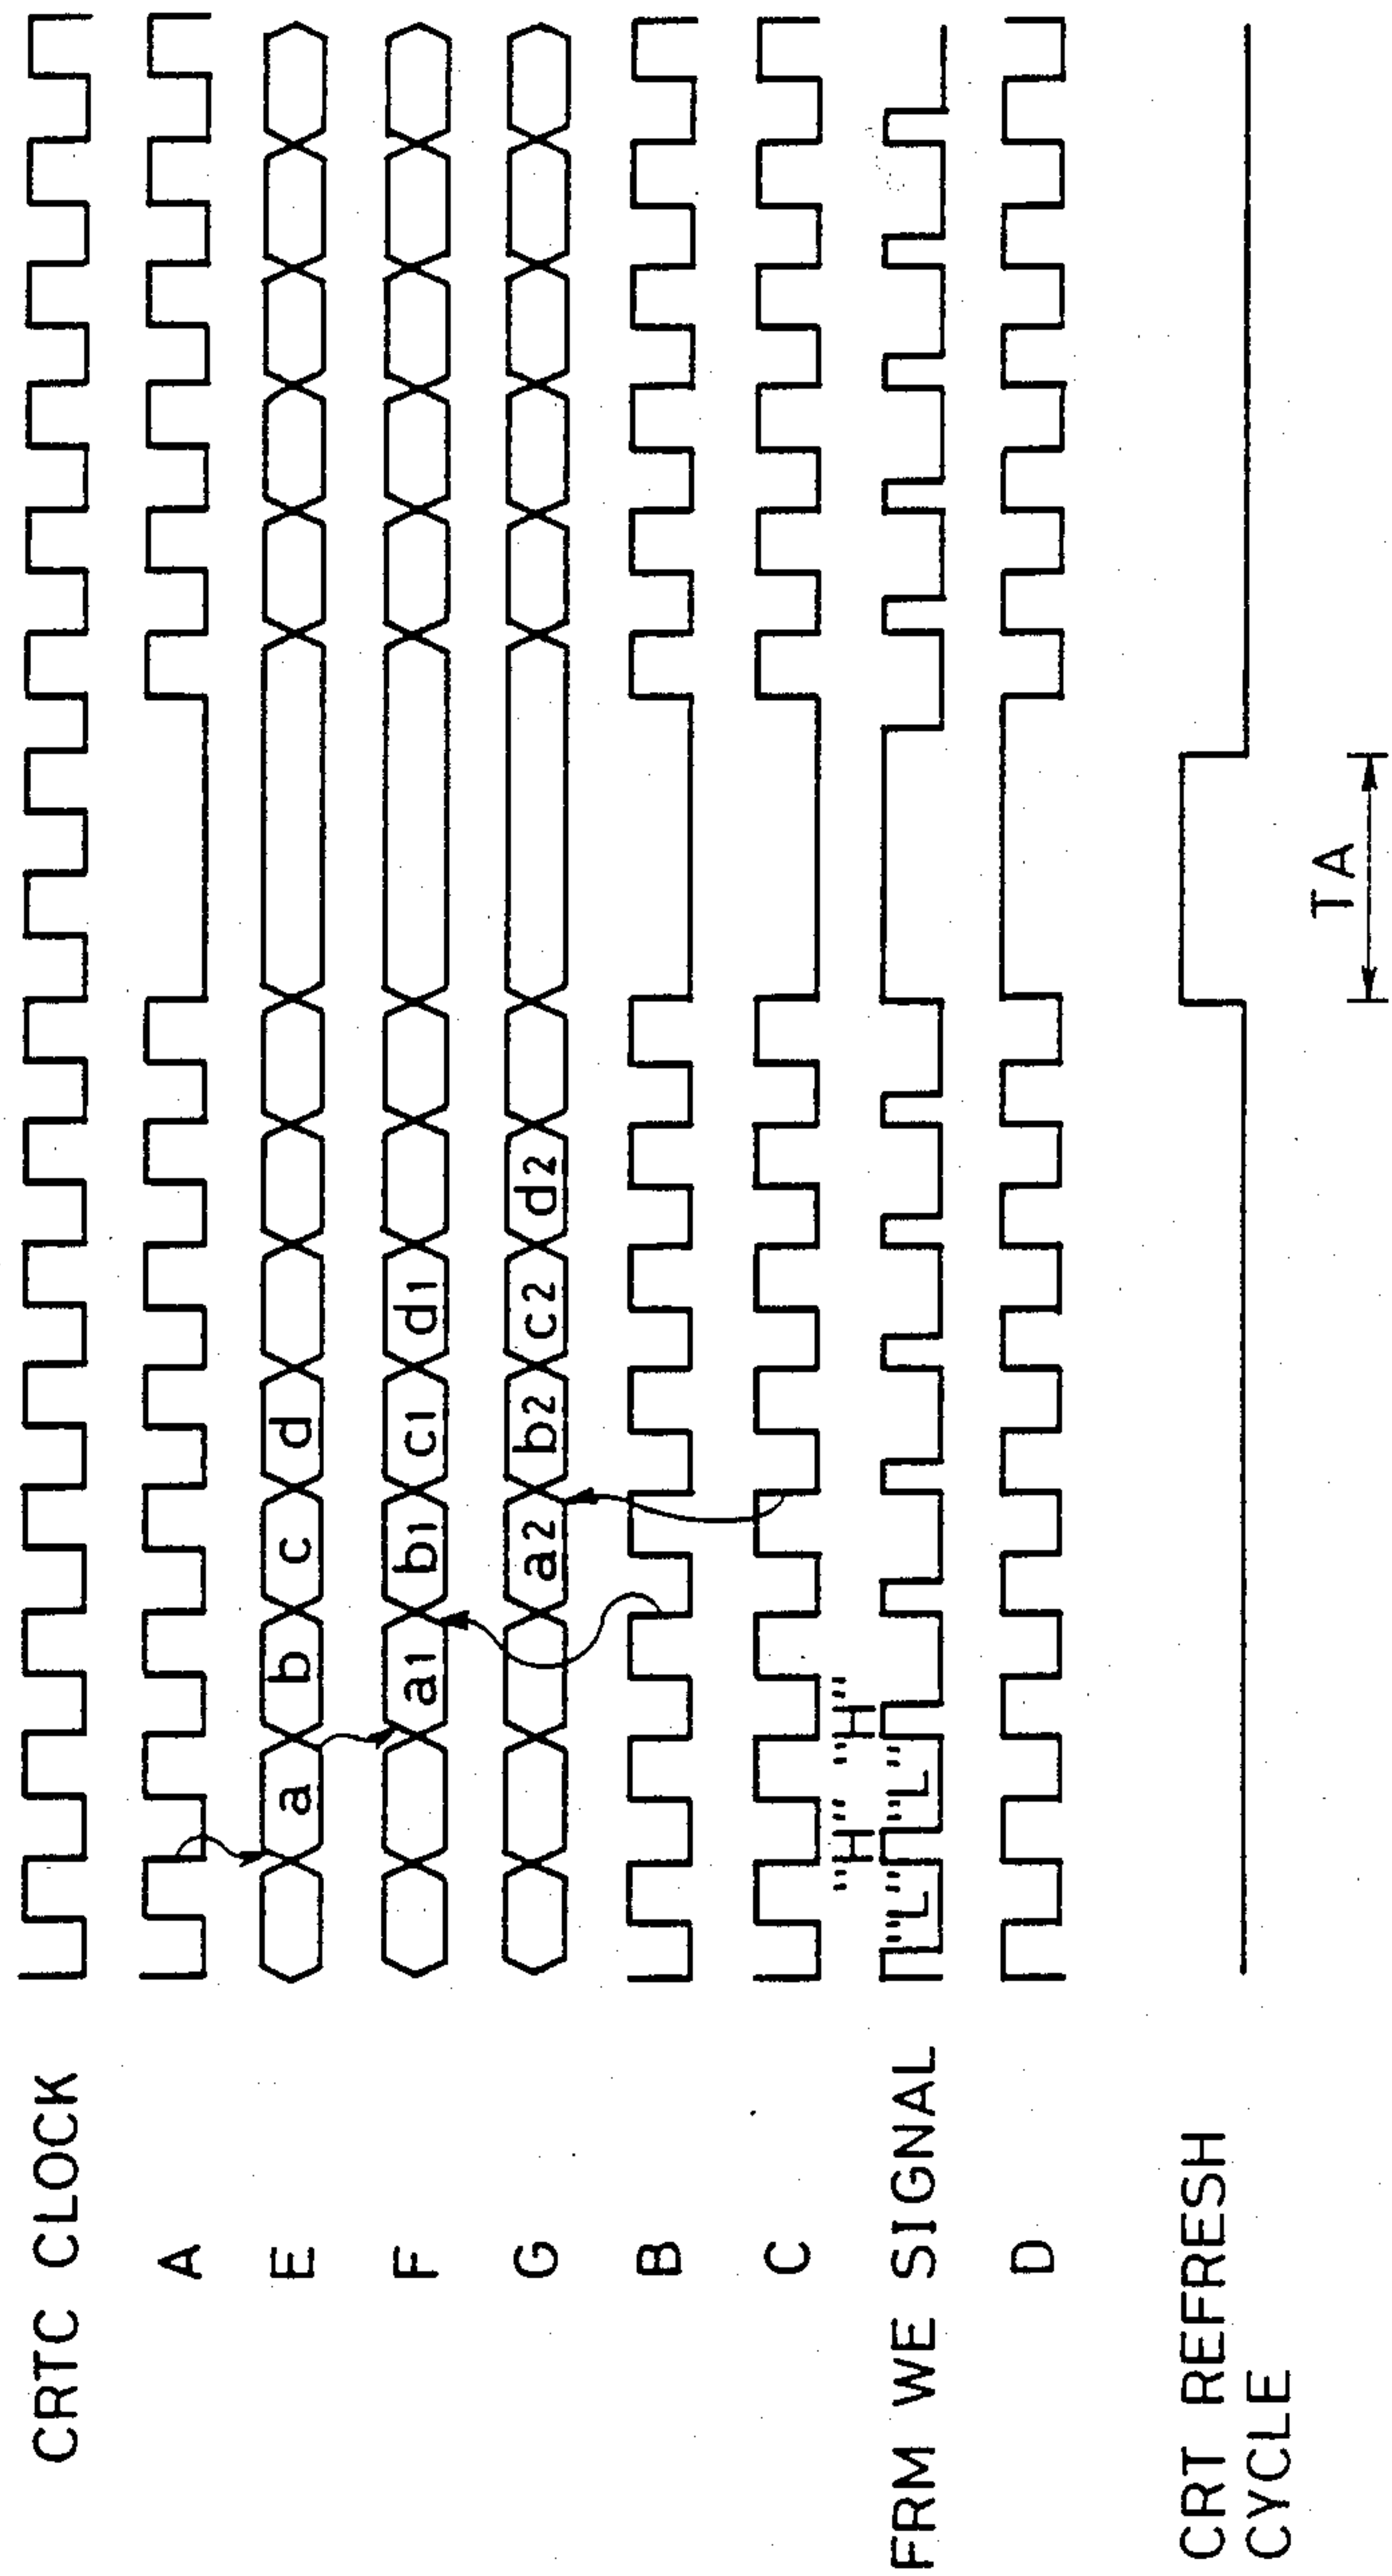 CRTC CLOCK
A
E a b c d
F a1 b1 c1 d1
G a2 b2 c2 d2
B
C
"H" "H"
FRM WE SIGNAL "L" "L"
D
CRT REFRESH
CYCLE
TA